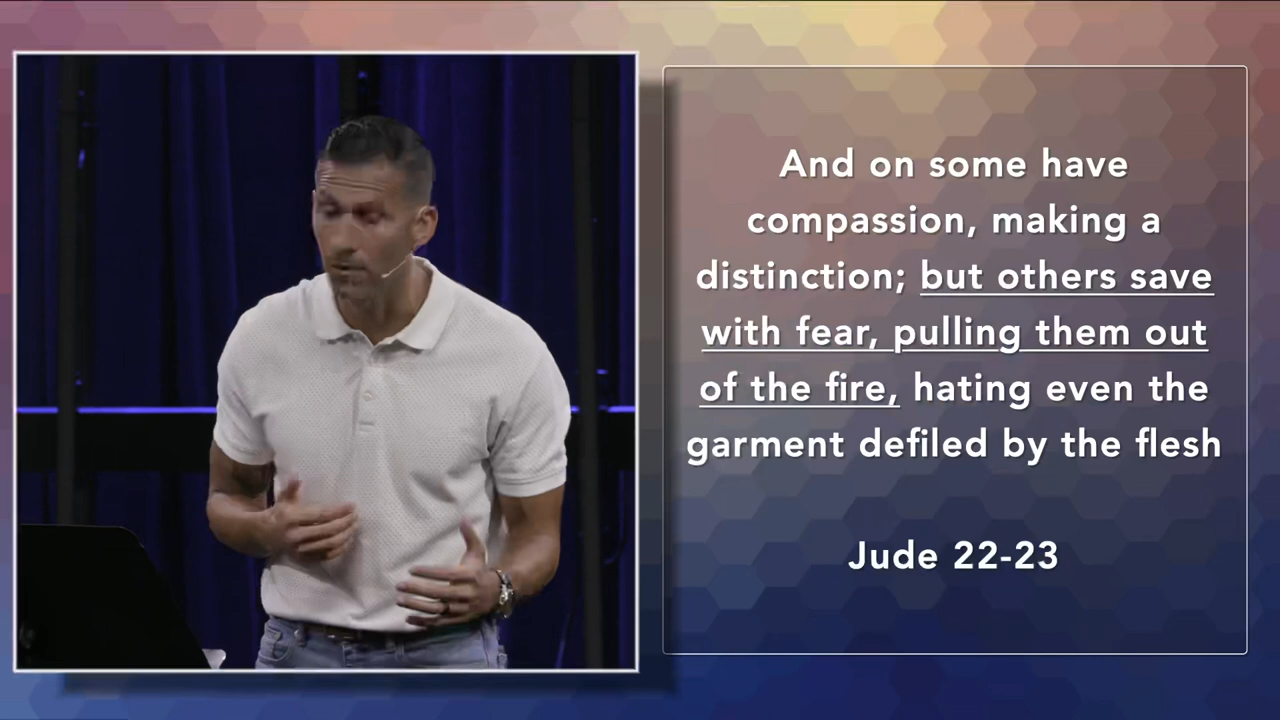 And on some have
compassion, making a
distinction; but others save
with fear, pulling them out
of the fire, hating even the
garment defiled by the flesh
Jude 22-23